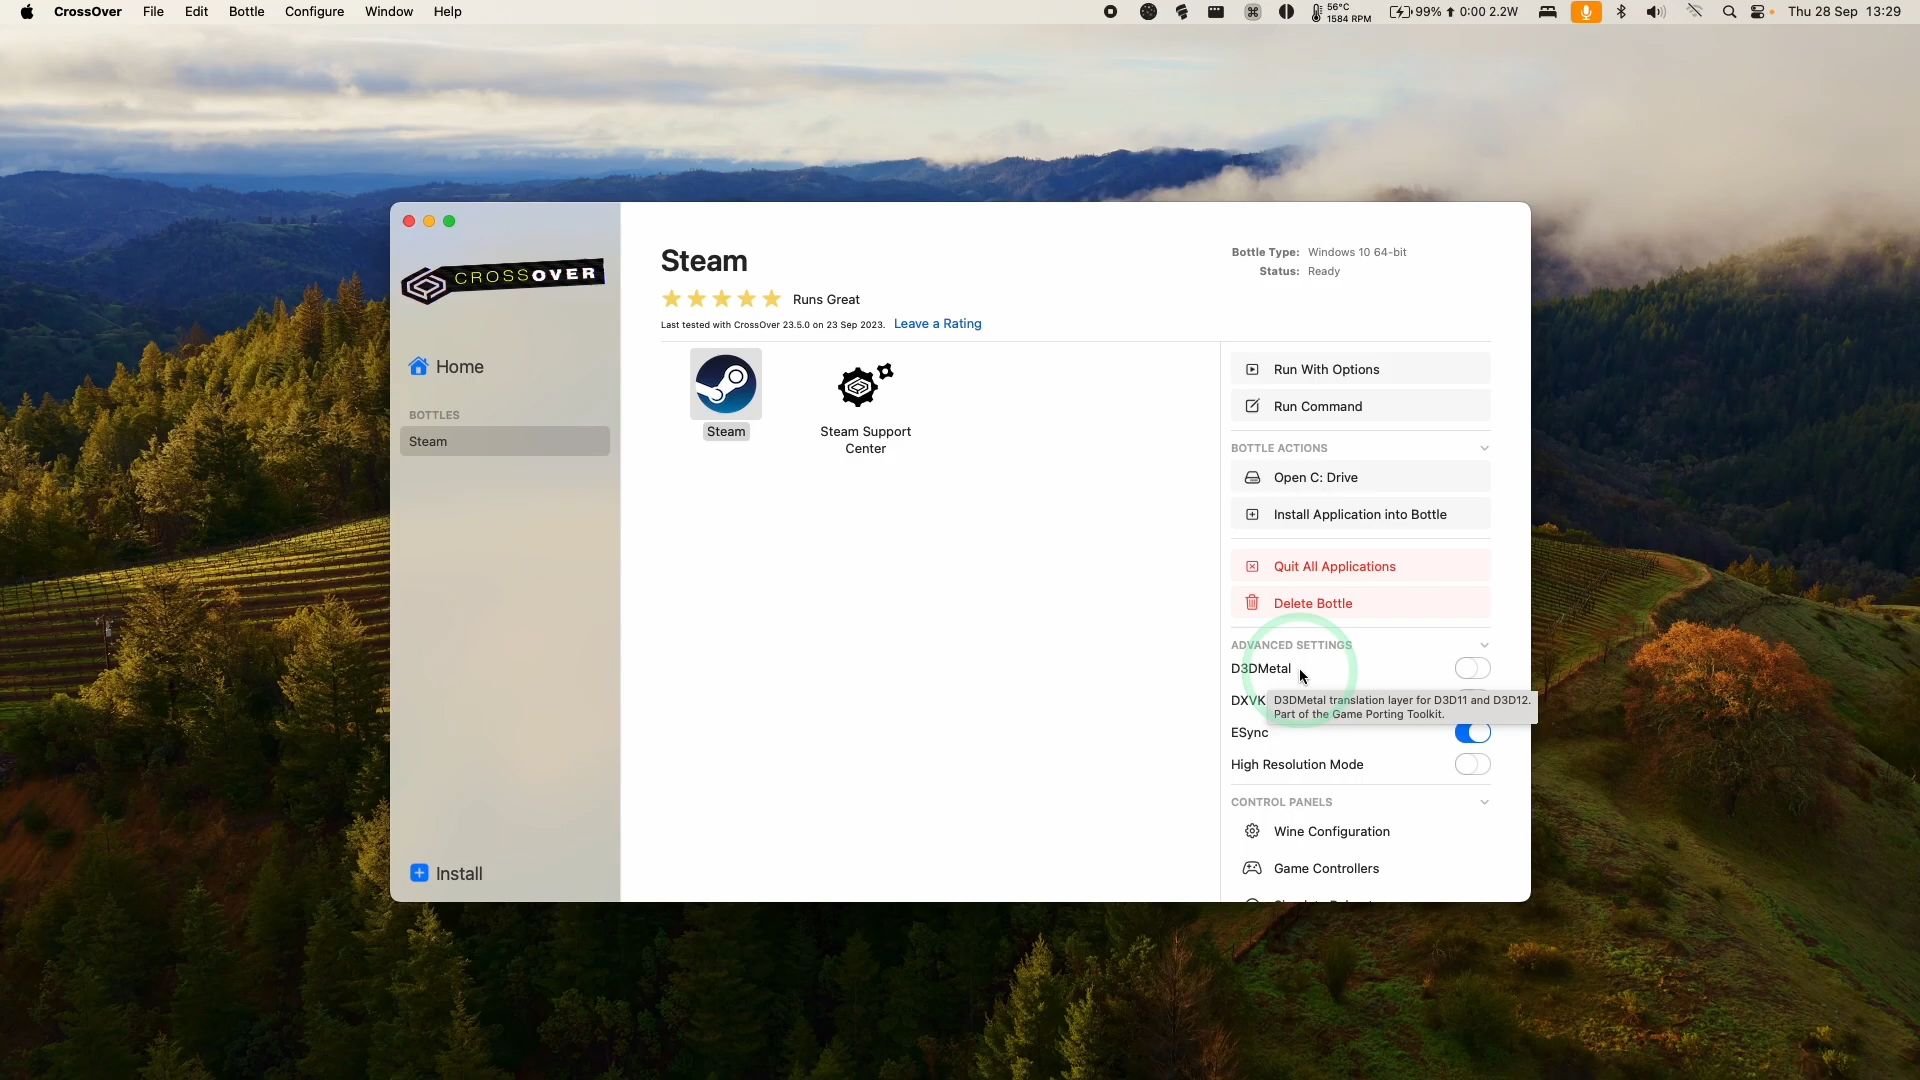 CrossOver File Edit Bottle Configure Window Help
56°C
1584 RPM
99% 0:00 2.2W
Thu 28 Sep 13:29
CROSSOVER
Home
BOTTLES
Steam
Install
Steam
Runs Great
Last tested with CrossOver 23.5.0 on 23 Sep 2023. Leave a Rating
Bottle Type: Windows 10 64-bit
Status: Ready
Steam
Steam Support
Center
Run With Options
Run Command
BOTTLE ACTIONS
Open C: Drive
Install Application into Bottle
Quit All Applications
Delete Bottle
ADVANCED SETTINGS
D3DMetal
DXVK
D3DMetal translation layer for D3D11 and D3D12.
Part of the Game Porting Toolkit.
ESync
High Resolution Mode
CONTROL PANELS
Wine Configuration
Game Controllers